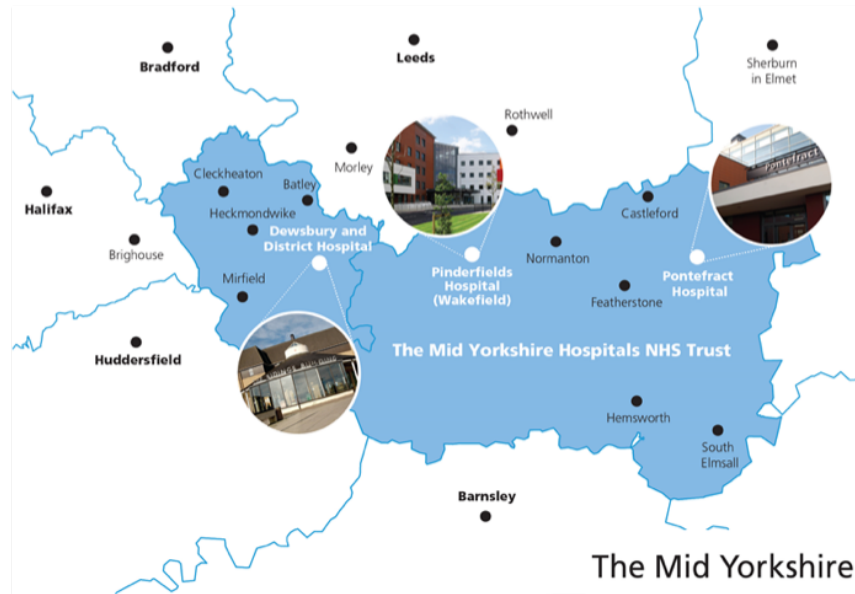 Bradford
Leeds
Sherburn
in Elmet
Rothwell
Morley
Pontefract
Cleckheaton
Batley
Halifax
Heckmondwike
Castleford
Dewsbury and
District Hospital
Brighouse
Normanton
Mirfield
Pinderfields
Hospital
(Wakefield)
Featherstone
Pontefract
Hospital
Huddersfield
The Mid Yorkshire Hospitals NHS Trust
Hemsworth
South
Elmsall
Barnsley
The Mid Yorkshire